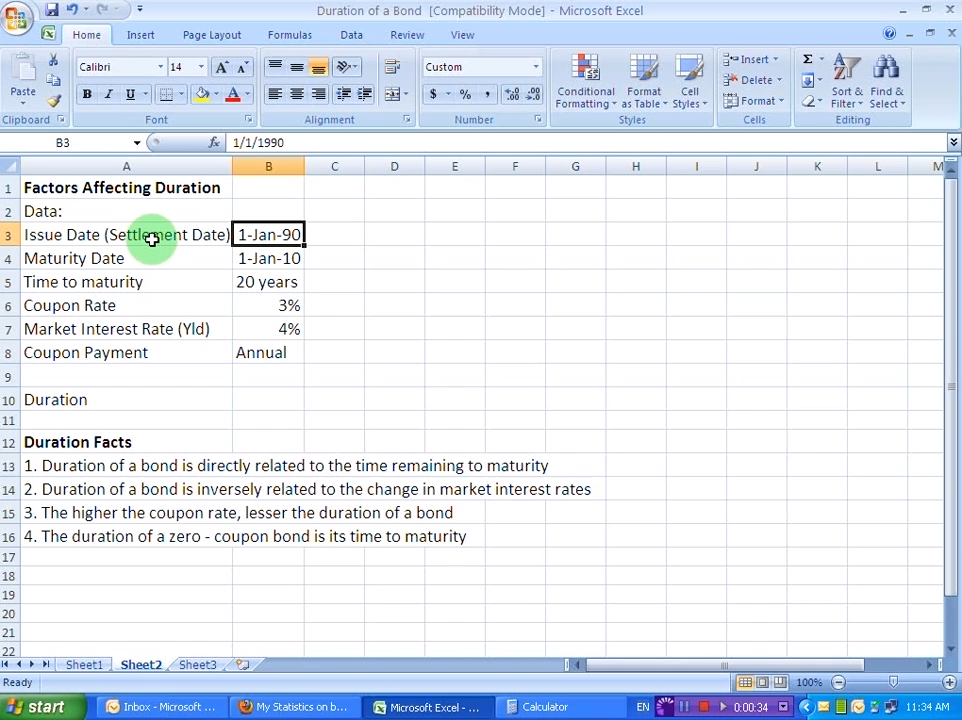 Duration of a Bond [Compatibility Mode] - Microsoft Excel
Home Insert Page Layout Formulas Data Review View
Paste
Calibri 14
Custom
Conditional Formatting
Format as Table
Cell Styles
Insert
Delete
Format
Sort & Filter
Find & Select
Clipboard Font Alignment Number Styles Cells Editing
B3 fx 1/1/1990
A B C D E F G H I J K L M
1 Factors Affecting Duration
2 Data:
3 Issue Date (Settlement Date) 1-Jan-90
4 Maturity Date 1-Jan-10
5 Time to maturity 20 years
6 Coupon Rate 3%
7 Market Interest Rate (Yld) 4%
8 Coupon Payment Annual
9
10 Duration
11
12 Duration Facts
13 1. Duration of a bond is directly related to the time remaining to maturity
14 2. Duration of a bond is inversely related to the change in market interest rates
15 3. The higher the coupon rate, lesser the duration of a bond
16 4. The duration of a zero - coupon bond is its time to maturity
17
18
19
20
21
22
Sheet1 Sheet2 Sheet3
Ready 100%
start Inbox - Microsoft ... My Statistics on b... Microsoft Excel - ... Calculator EN 0:00:34 11:34 AM